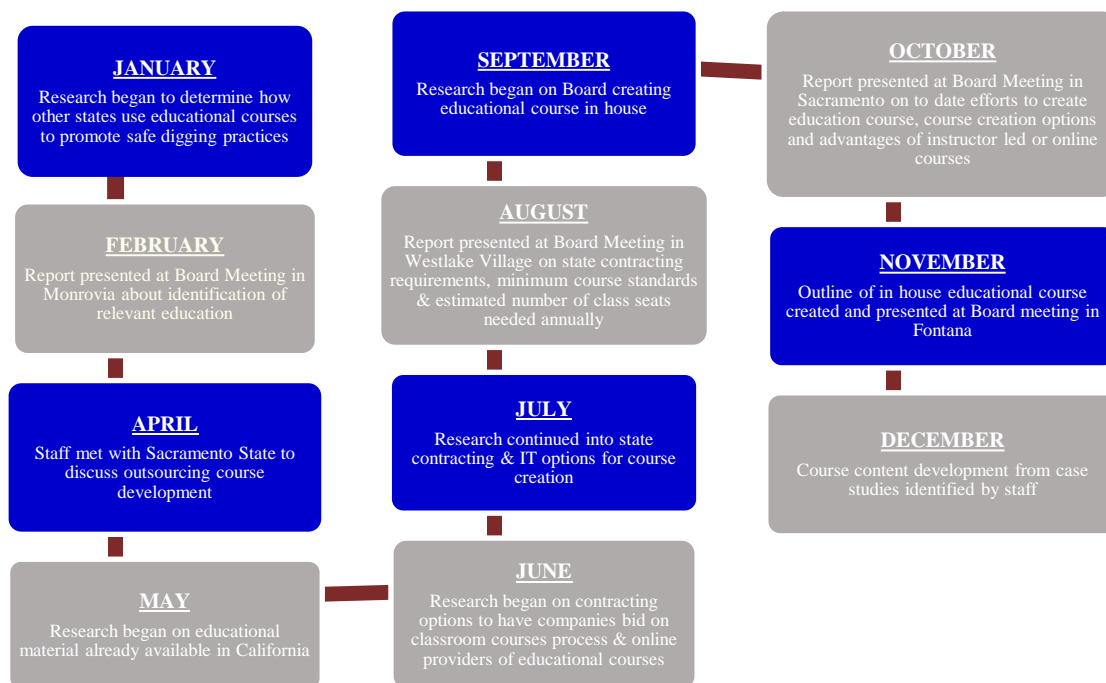 JANUARY
Research began to determine how
other states use educational courses
to promote safe digging practices
FEBRUARY
Report presented at Board Meeting in
Monrovia about identification of
relevant education
APRIL
Staff met with Sacramento State to
discuss outsourcing course
development
MAY
Research began on educational
material already available in California
JUNE
Research began on contracting
options to have companies bid on
classroom courses process & online
providers of educational courses
JULY
Research continued into state
contracting & IT options for course
creation
AUGUST
Report presented at Board Meeting in
Westlake Village on state contracting
requirements, minimum course standards
& estimated number of class seats
needed annually
SEPTEMBER
Research began on Board creating
educational course in house
OCTOBER
Report presented at Board Meeting in
Sacramento on to date efforts to create
education course, course creation options
and advantages of instructor led or online
courses
NOVEMBER
Outline of in house educational course
created and presented at Board meeting in
Fontana
DECEMBER
Course content development from case
studies identified by staff